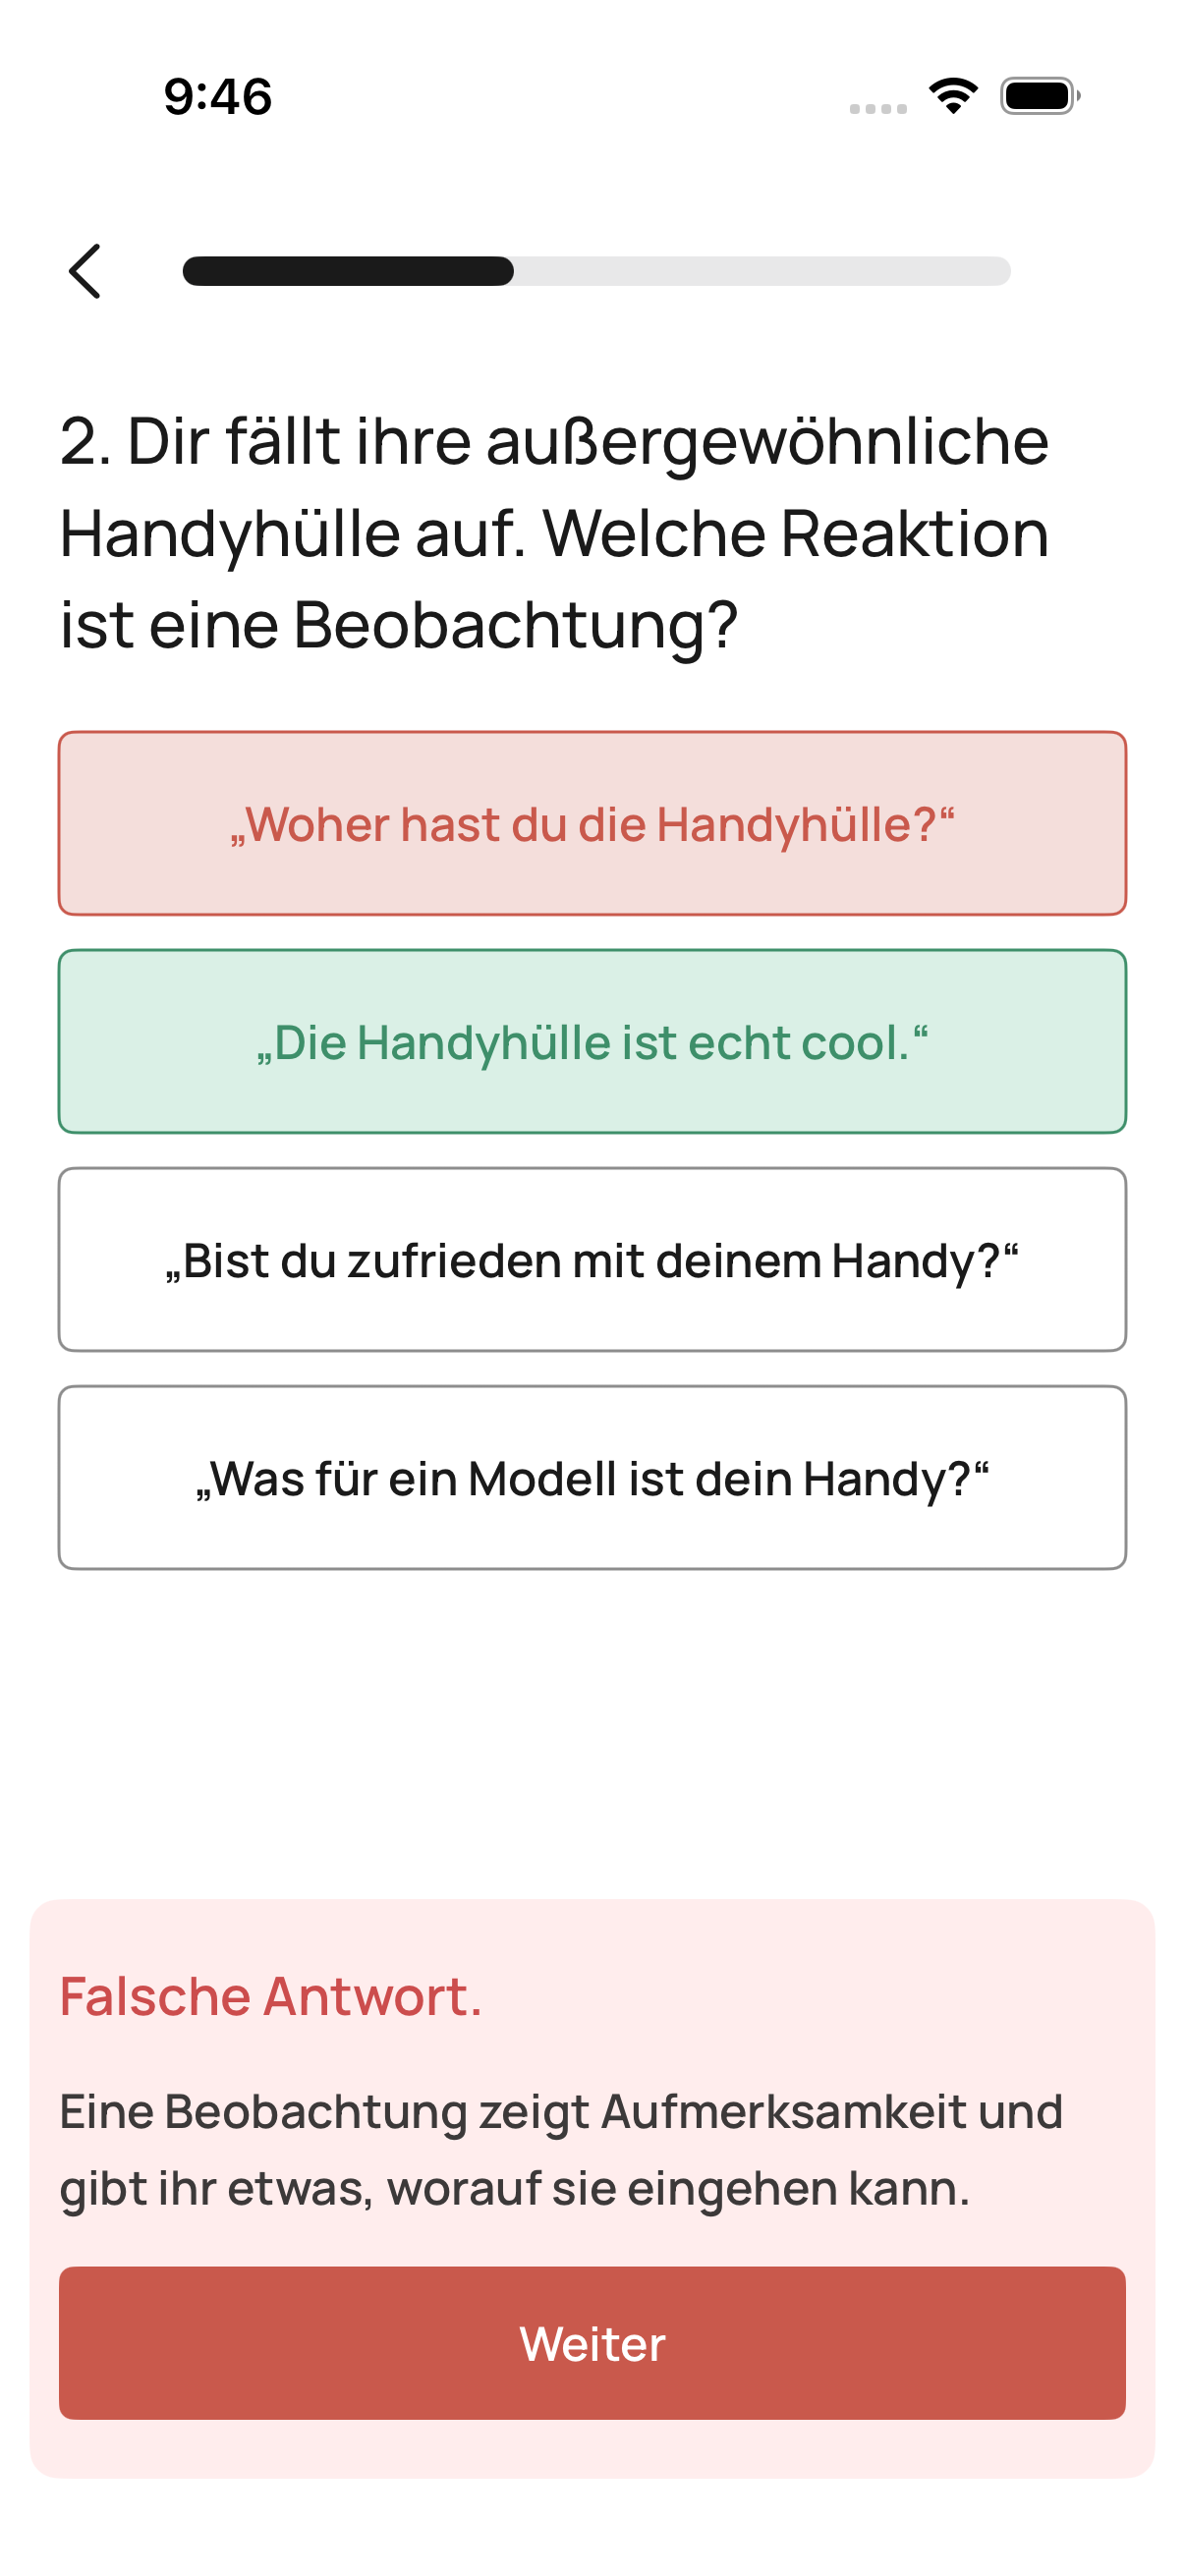 9:46
2. Dir fällt ihre außergewöhnliche
Handyhülle auf. Welche Reaktion
ist eine Beobachtung?
„Woher hast du die Handyhülle?“
„Die Handyhülle ist echt cool.“
„Bist du zufrieden mit deinem Handy?“
„Was für ein Modell ist dein Handy?“
Falsche Antwort.
Eine Beobachtung zeigt Aufmerksamkeit und
gibt ihr etwas, worauf sie eingehen kann.
Weiter